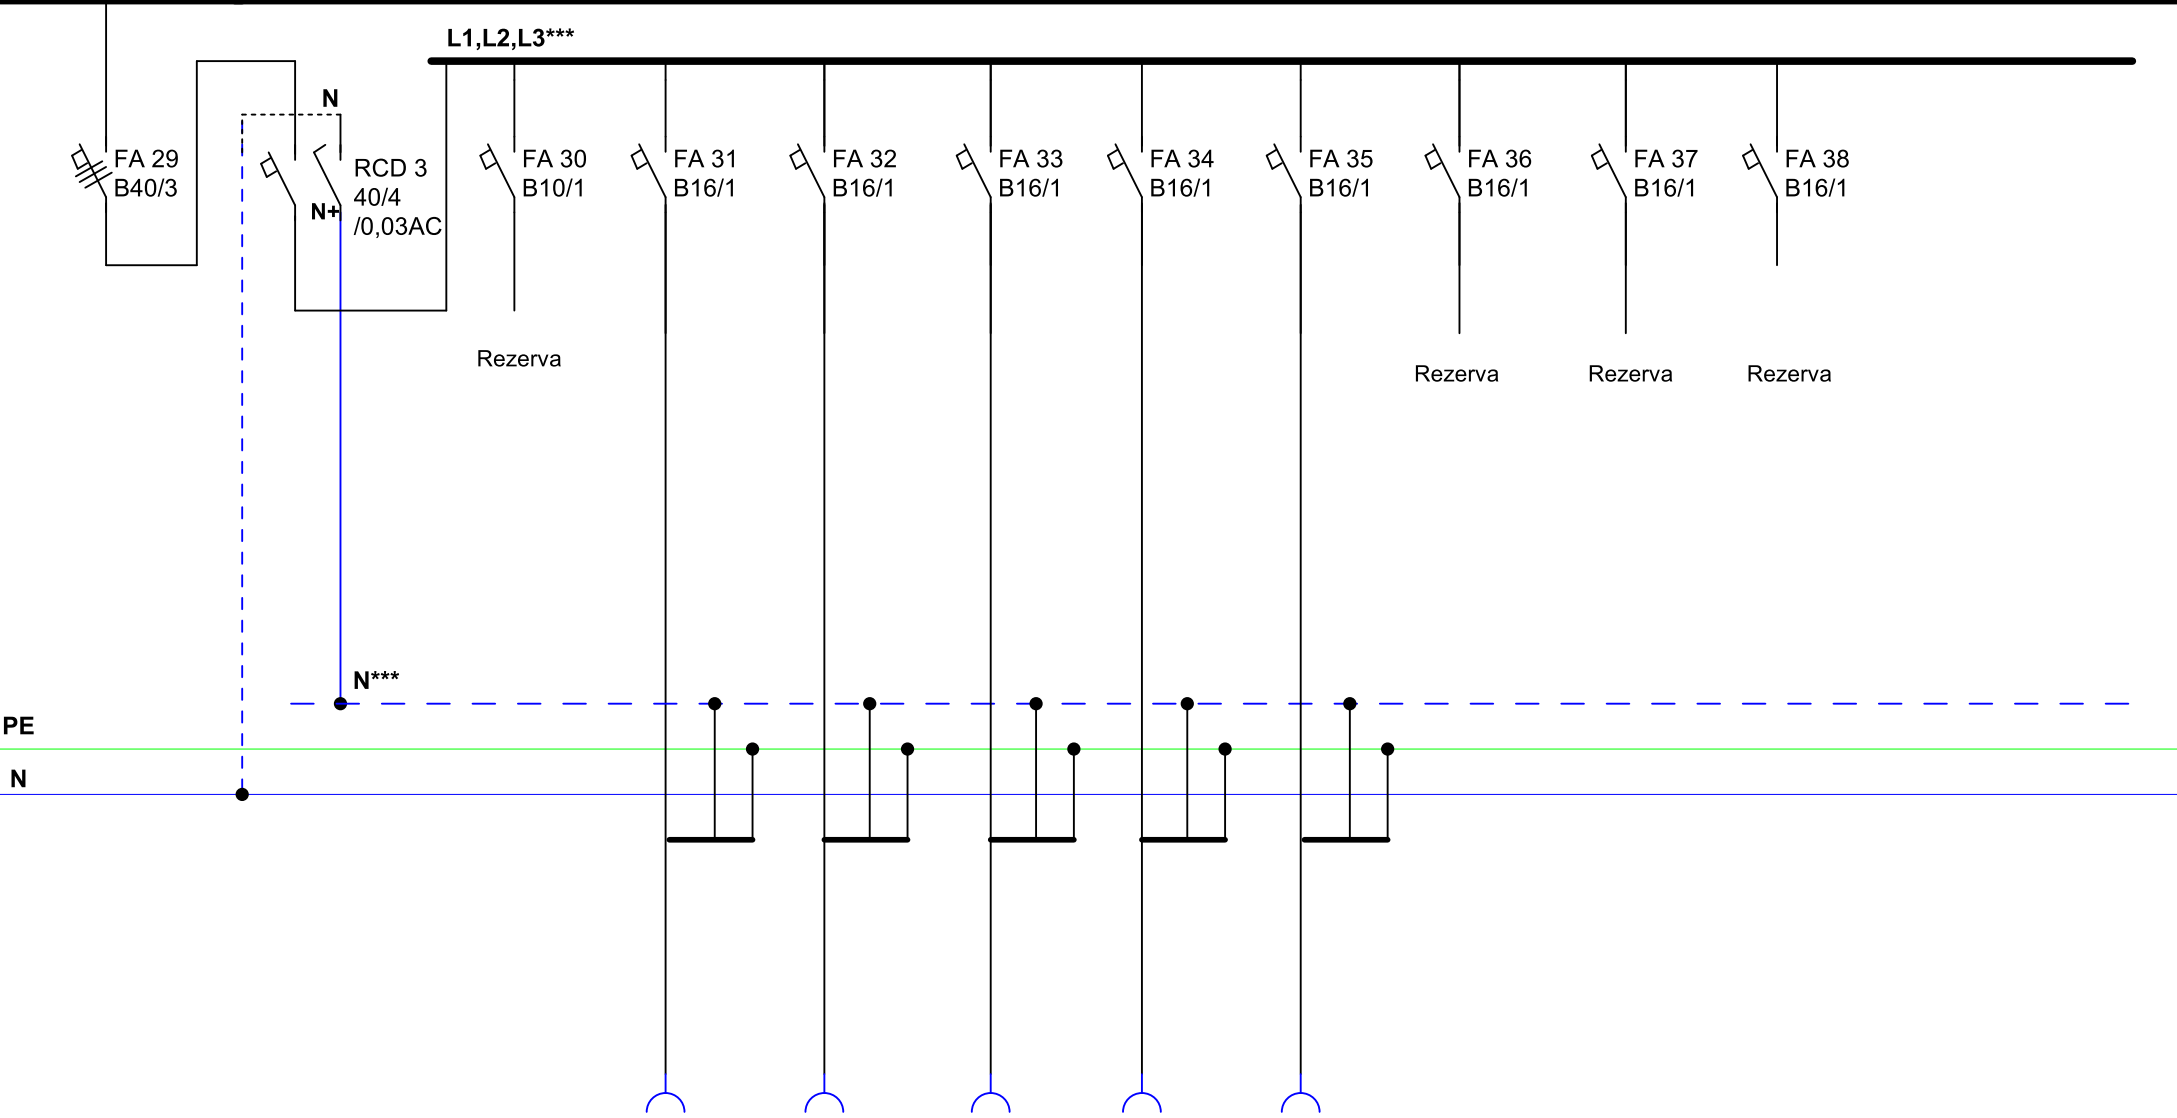 L1,L2,L3***
N
FA 29
B40/3
RCD 3
40/4
/0,03AC
N+
FA 30
B10/1
FA 31
B16/1
FA 32
B16/1
FA 33
B16/1
FA 34
B16/1
FA 35
B16/1
FA 36
B16/1
FA 37
B16/1
FA 38
B16/1
Rezerva
Rezerva
Rezerva
Rezerva
N***
PE
N